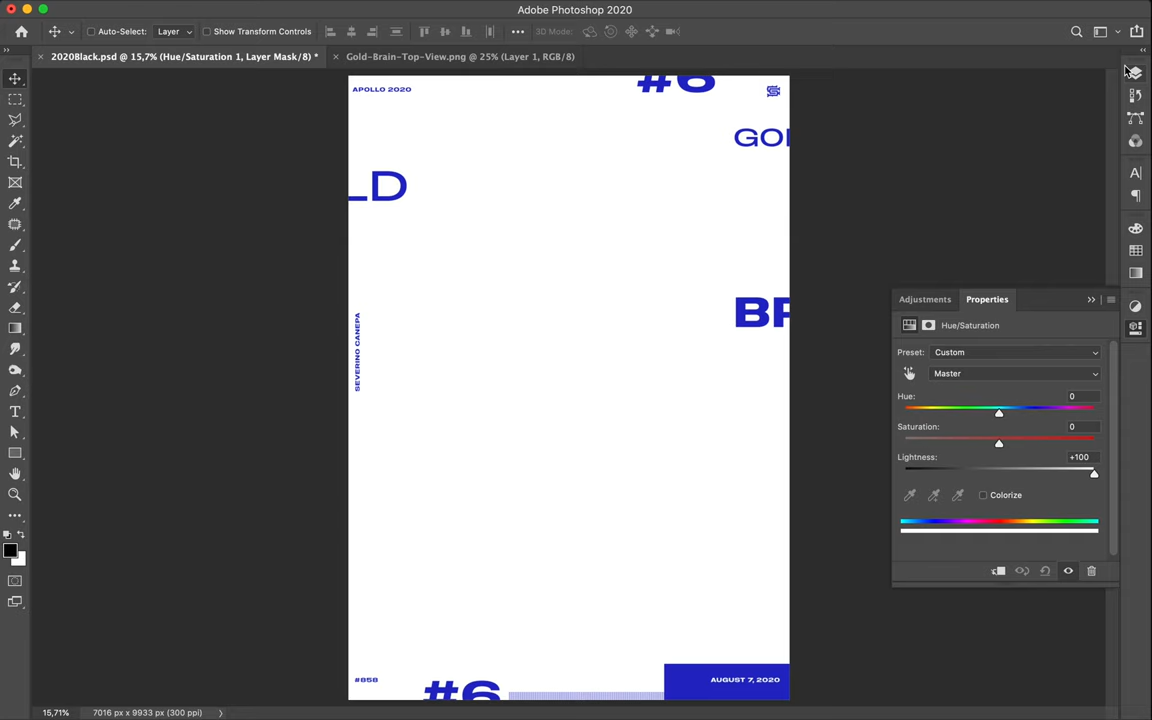 Adobe Photoshop 2020
Auto-Select:
Layer
Show Transform Controls
3D Mode:
2020Black.psd @ 15,7% (Hue/Saturation 1, Layer Mask/8) *
Gold-Brain-Top-View.png @ 25% (Layer 1, RGB/8)
APOLLO 2020
#6
GOL
LD
BR
SEVERINO CANEPA
#858
#6
AUGUST 7, 2020
Adjustments
Properties
Hue/Saturation
Preset:
Custom
Master
Hue:
0
Saturation:
0
Lightness:
+100
Colorize
15,71%
7016 px x 9933 px (300 ppi)